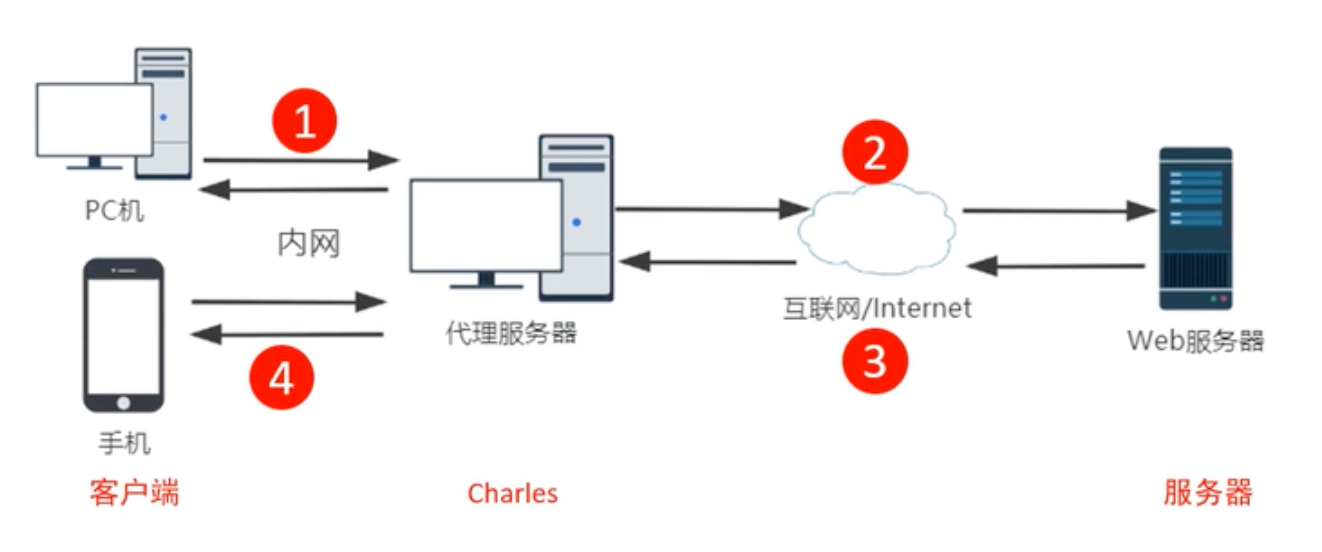 1
2
PC机
内网
互联网/Internet
代理服务器
Web服务器
3
4
手机
客户端
Charles
服务器